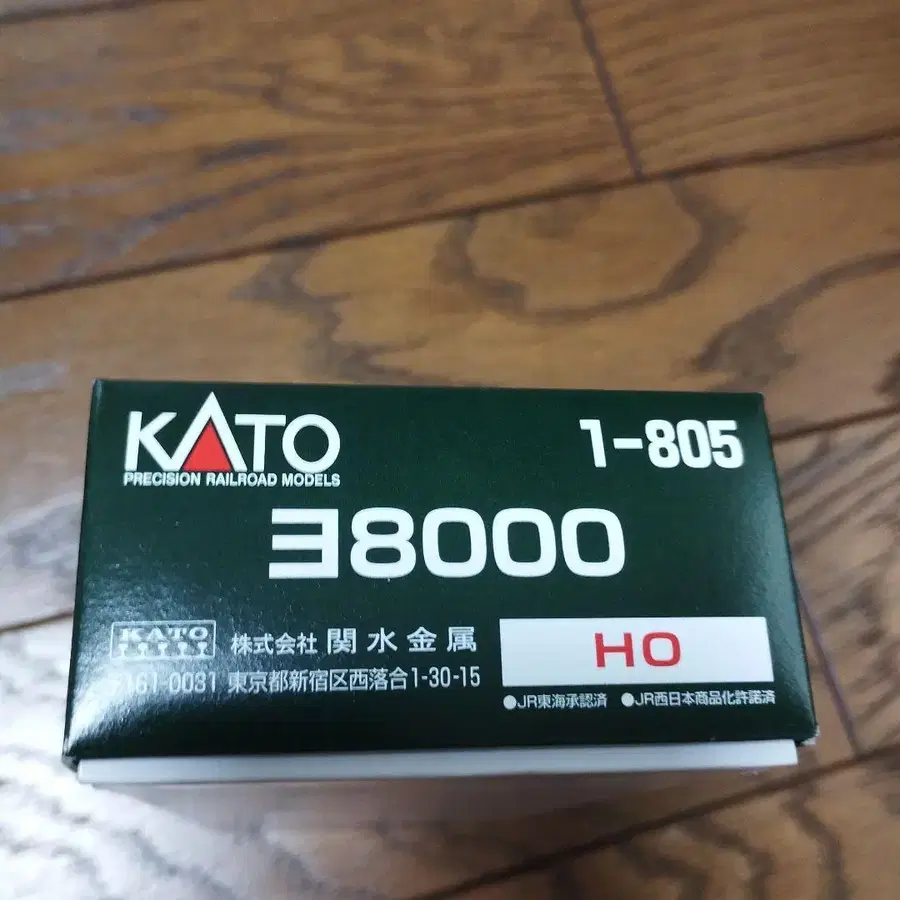 KATO
PRECISION RAILROAD MODELS
1-805
ヨ8000
KATO
株式会社 関水金属
161-0031 東京都新宿区西落合1-30-15
HO
●JR東海承認済 ●JR西日本商品化許諾済